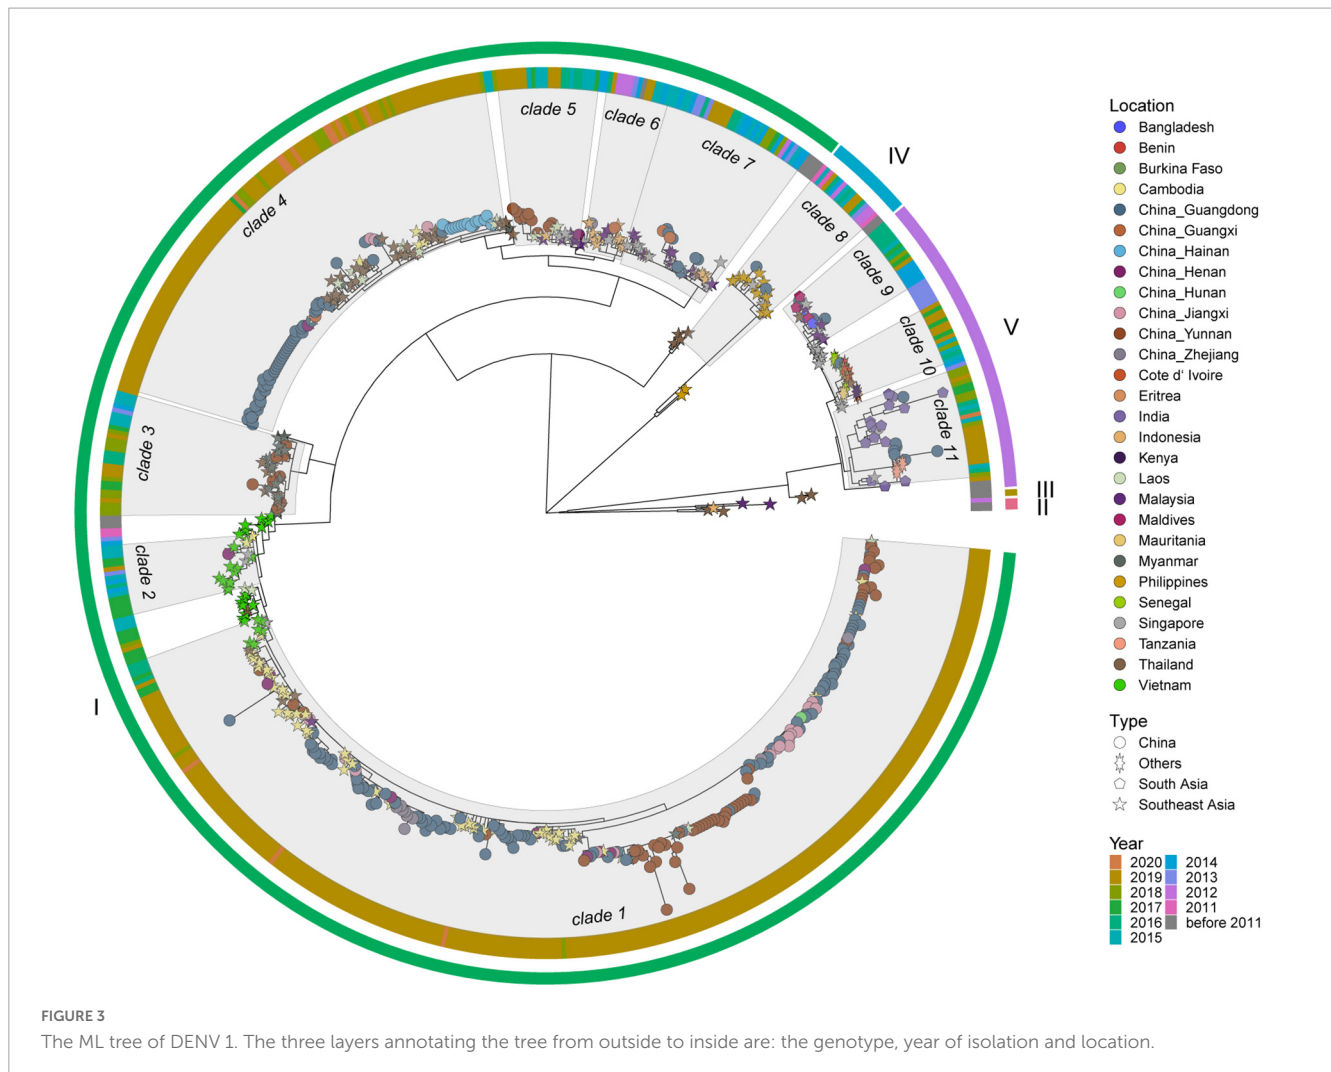 clade 5
clade 6
clade 7
IV
clade 4
clade 8
clade 9
V
clade 10
clade 3
clade 11
III
II
clade 2
I
clade 1
Location
Bangladesh
Benin
Burkina Faso
Cambodia
China_Guangdong
China_Guangxi
China_Hainan
China_Henan
China_Hunan
China_Jiangxi
China_Yunnan
China_Zhejiang
Cote d' Ivoire
Eritrea
India
Indonesia
Kenya
Laos
Malaysia
Maldives
Mauritania
Myanmar
Philippines
Senegal
Singapore
Tanzania
Thailand
Vietnam
Type
China
Others
South Asia
Southeast Asia
Year
2020 2014
2019 2013
2018 2012
2017 2011
2016 before 2011
2015
FIGURE 3
The ML tree of DENV 1. The three layers annotating the tree from outside to inside are: the genotype, year of isolation and location.